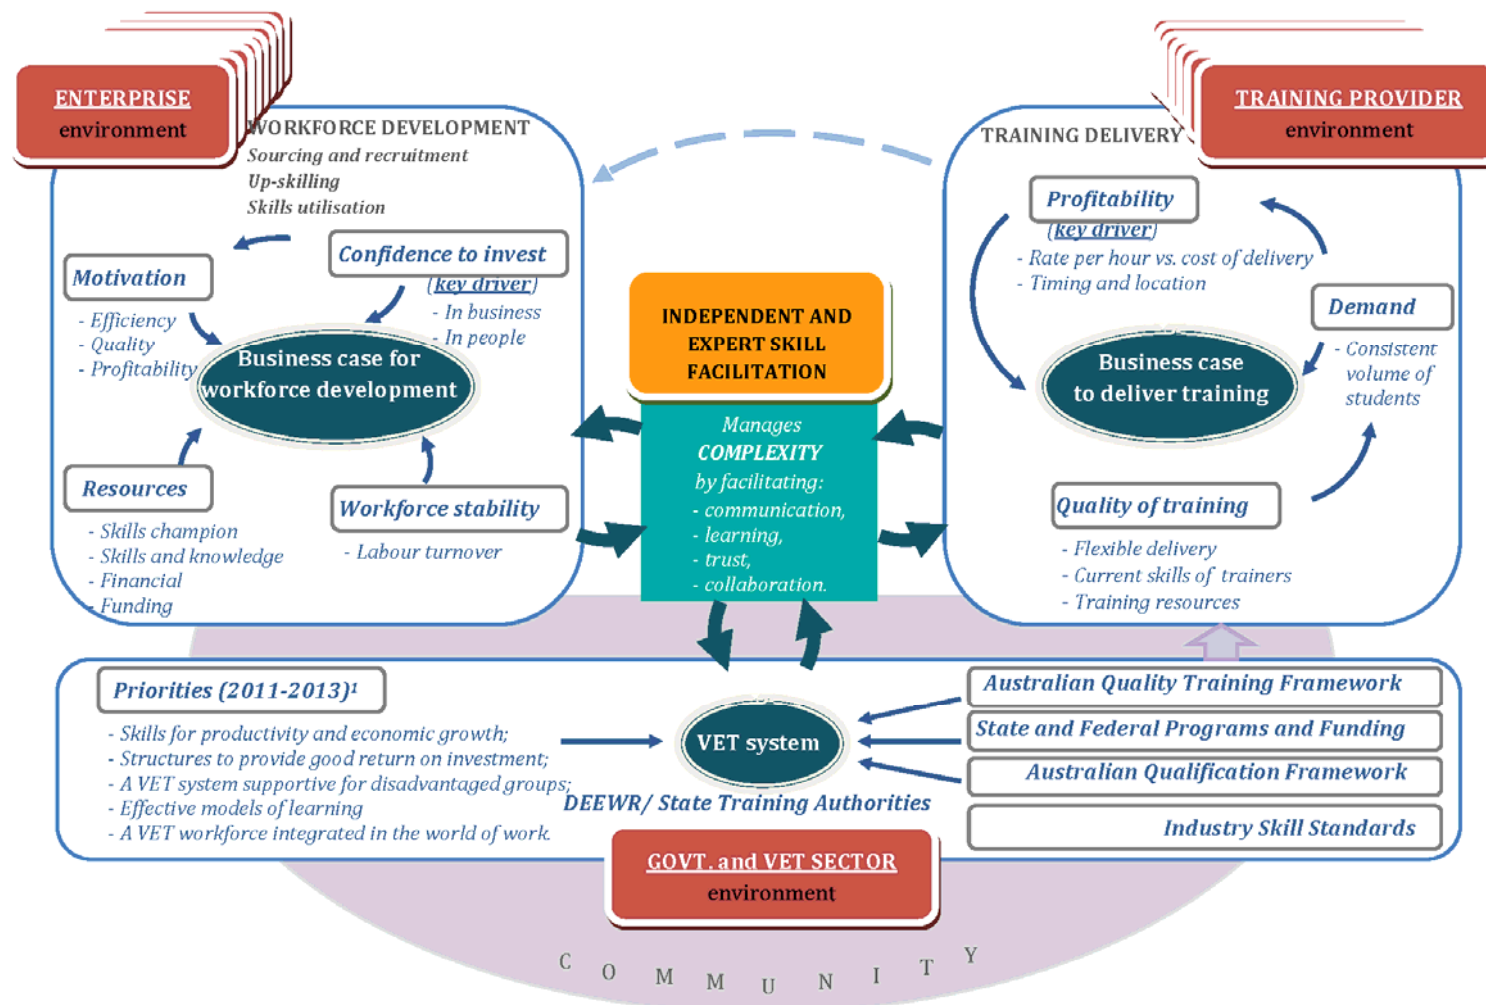 ENTERPRISE
environment
WORKFORCE DEVELOPMENT
Sourcing and recruitment
Up-skilling
Skills utilisation
Motivation
- Efficiency
- Quality
- Profitability
Confidence to invest
(key driver)
- In business
- In people
Business case for
workforce development
Resources
- Skills champion
- Skills and knowledge
- Financial
- Funding
Workforce stability
- Labour turnover
INDEPENDENT AND
EXPERT SKILL
FACILITATION
Manages
COMPLEXITY
by facilitating:
- communication,
- learning,
- trust,
- collaboration.
TRAINING PROVIDER
environment
TRAINING DELIVERY
Profitability
(key driver)
- Rate per hour vs. cost of delivery
- Timing and location
Demand
- Consistent
volume of
students
Business case
to deliver training
Quality of training
- Flexible delivery
- Current skills of trainers
- Training resources
Priorities (2011-2013)¹
- Skills for productivity and economic growth;
- Structures to provide good return on investment;
- A VET system supportive for disadvantaged groups;
- Effective models of learning
- A VET workforce integrated in the world of work.
VET system
DEEWR/ State Training Authorities
Australian Quality Training Framework
State and Federal Programs and Funding
Australian Qualification Framework
Industry Skill Standards
GOVT. and VET SECTOR
environment
COMMUNITY